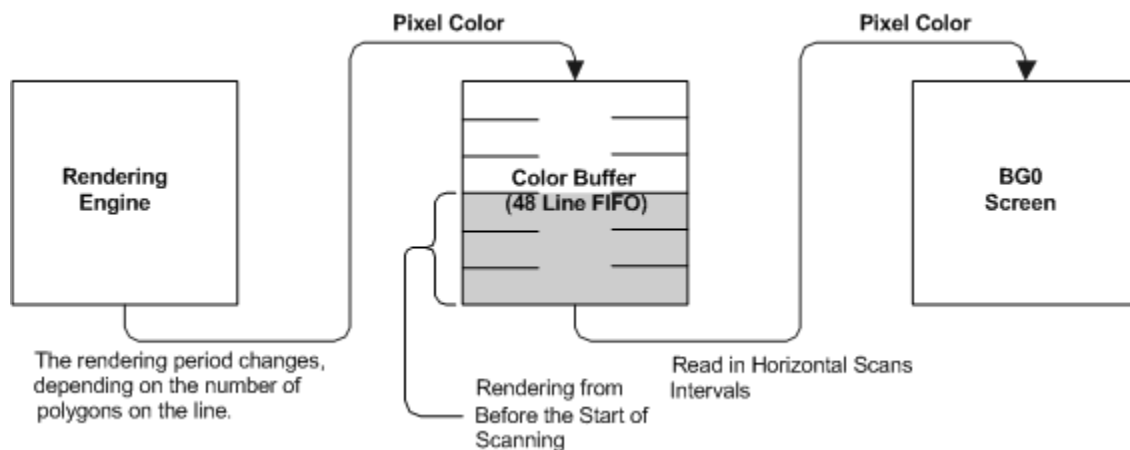 Pixel Color
Pixel Color
Rendering
Engine
Color Buffer
(48 Line FIFO)
BG0
Screen
The rendering period changes,
depending on the number of
polygons on the line.
Rendering from
Before the Start of
Scanning
Read in Horizontal Scans
Intervals